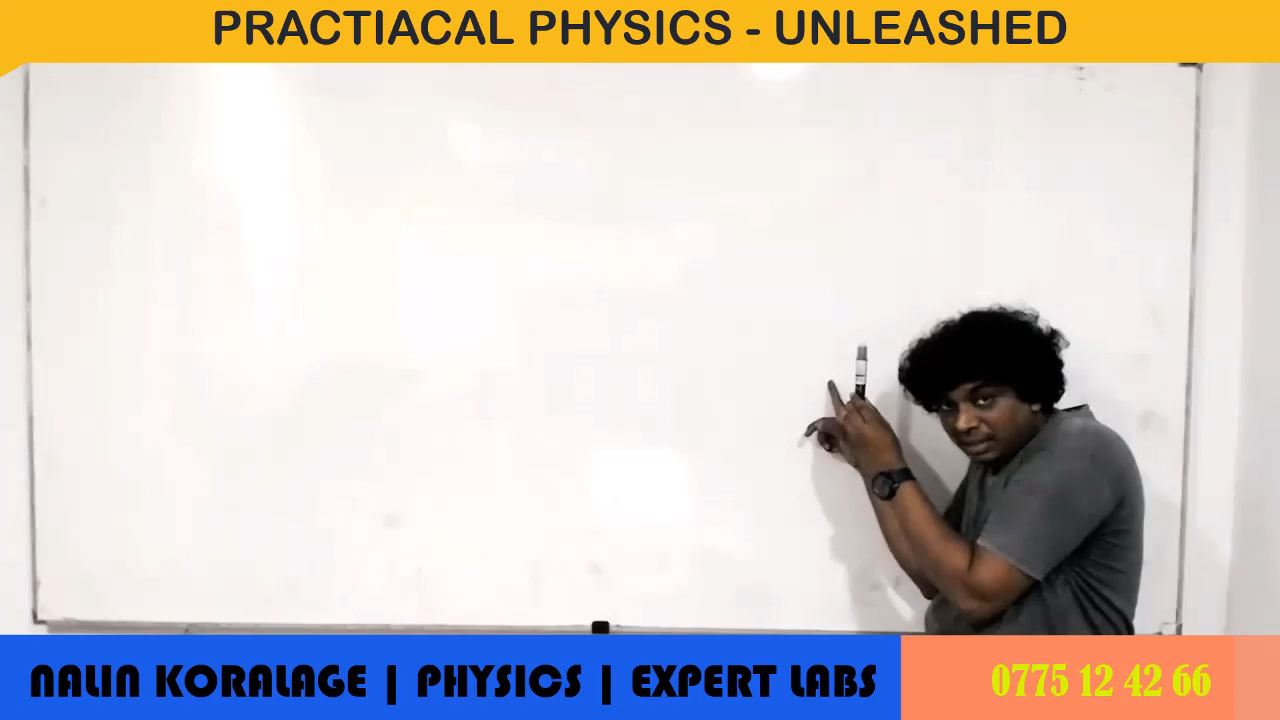 PRACTIACAL PHYSICS - UNLEASHED
NALIN KORALAGE | PHYSICS | EXPERT LABS
0775 12 42 66